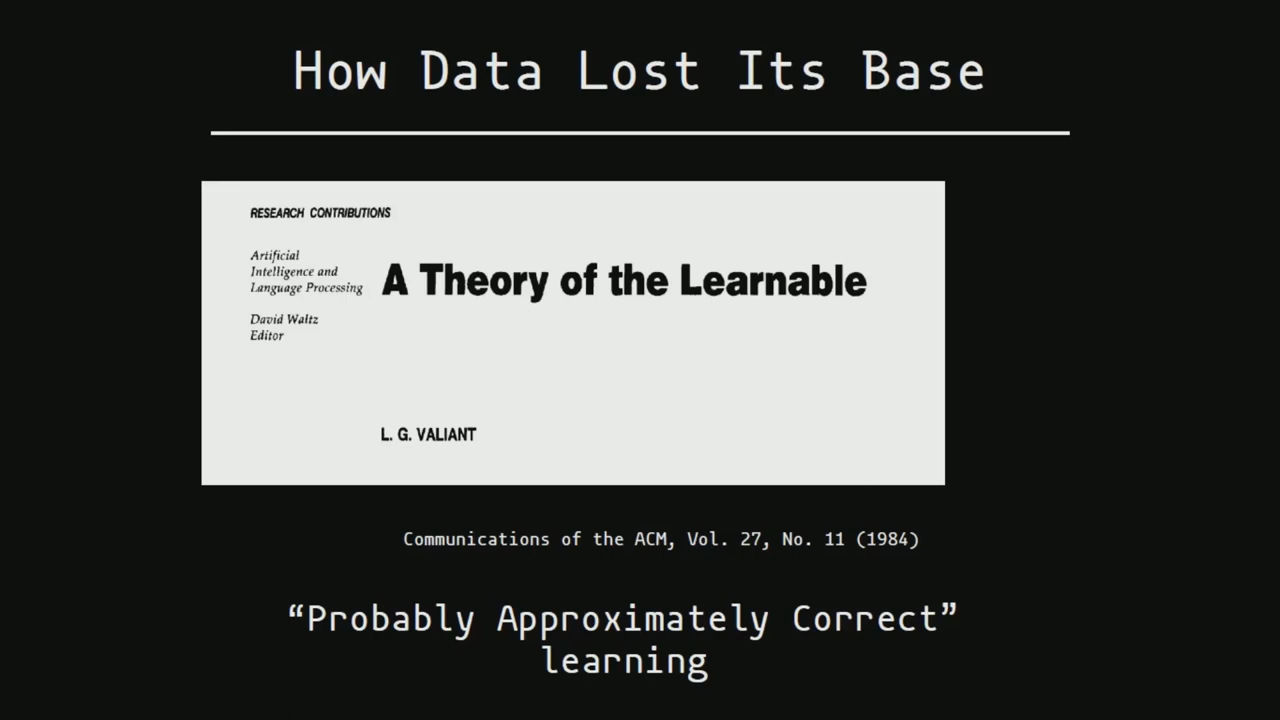 How Data Lost Its Base
RESEARCH CONTRIBUTIONS
Artificial
Intelligence and
Language Processing
David Waltz
Editor
A Theory of the Learnable
L. G. VALIANT
Communications of the ACM, Vol. 27, No. 11 (1984)
“Probably Approximately Correct”
learning